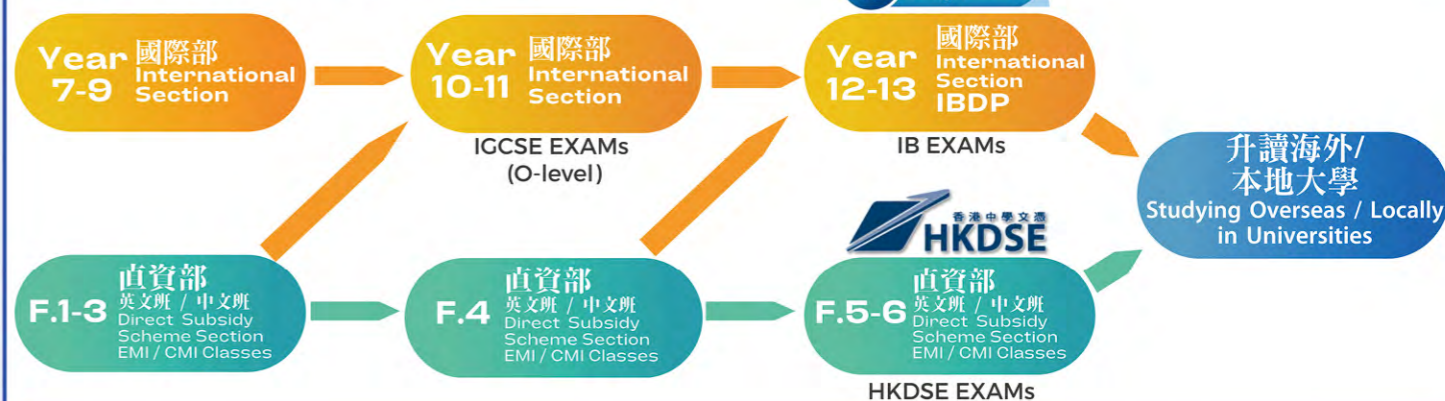 Year
7-9
國際部
International
Section
Year
10-11
國際部
International
Section
IGCSE EXAMs
(O-level)
Year
12-13
國際部
International
Section
IBDP
IB EXAMs
升讀海外/
本地大學
Studying Overseas / Locally
in Universities
F.1-3
直資部
英文班 / 中文班
Direct Subsidy
Scheme Section
EMI / CMI Classes
F.4
直資部
英文班 / 中文班
Direct Subsidy
Scheme Section
EMI / CMI Classes
香港中學文憑
HKDSE
F.5-6
直資部
英文班 / 中文班
Direct Subsidy
Scheme Section
EMI / CMI Classes
HKDSE EXAMs